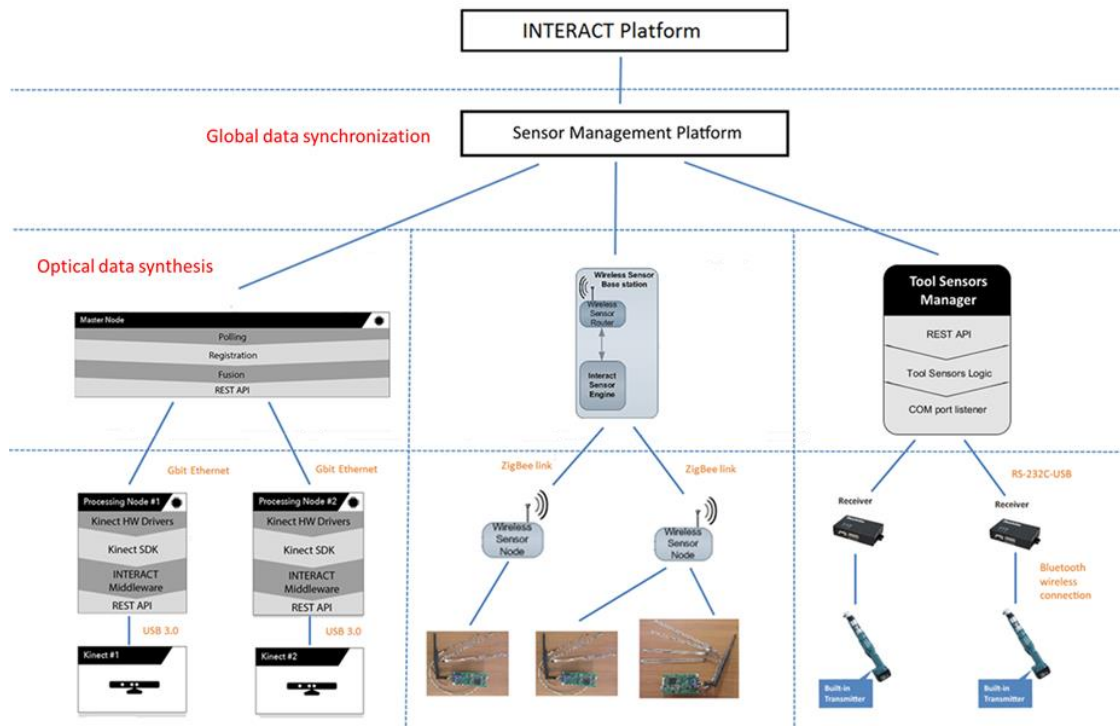 INTERACT Platform
Global data synchronization
Sensor Management Platform
Optical data synthesis
Master Node
Polling
Registration
Fusion
REST API
Wireless Sensor
Base station
Wireless
Sensor
Router
Interact
Sensor
Engine
Tool Sensors
Manager
REST API
Tool Sensors Logic
COM port listener
Gbit Ethernet
Gbit Ethernet
ZigBee link
ZigBee link
RS-232C-USB
Processing Node #1
Kinect HW Drivers
Kinect SDK
INTERACT
Middleware
REST API
USB 3.0
Kinect #1
Processing Node #2
Kinect HW Drivers
Kinect SDK
INTERACT
Middleware
REST API
USB 3.0
Kinect #2
Wireless
Sensor
Node
Wireless
Sensor
Node
Receiver
Receiver
Bluetooth
wireless
connection
Built-in
Transmitter
Built-in
Transmitter